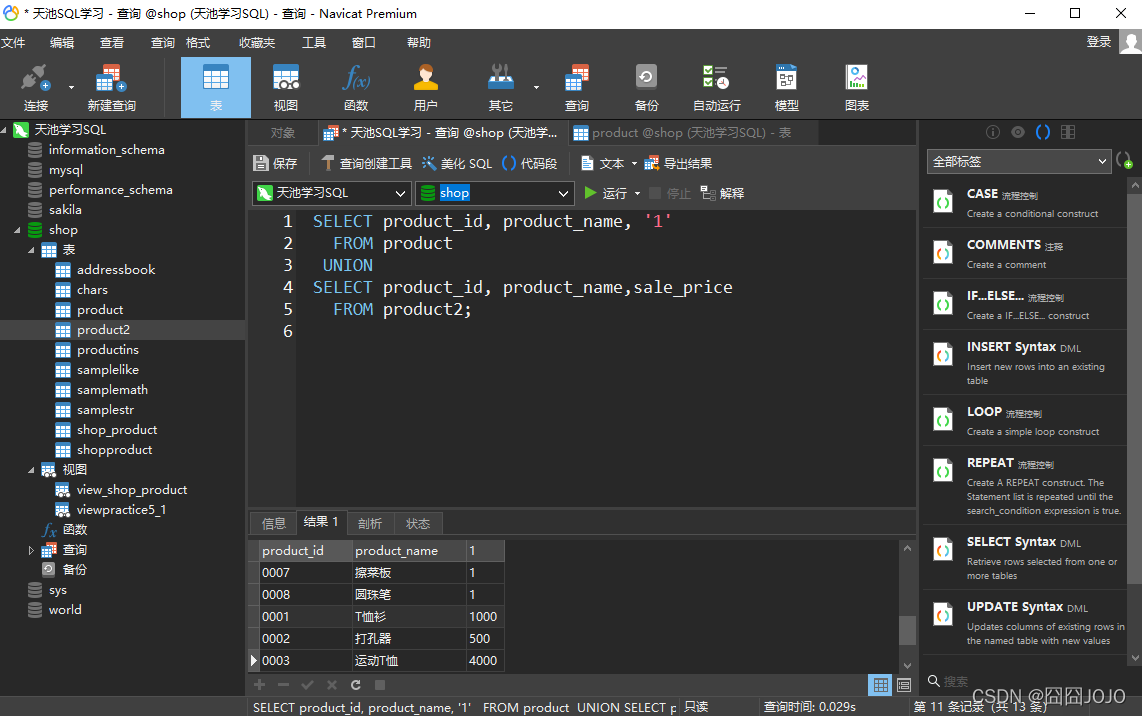 * 天池SQL学习 - 查询 @shop (天池SQL学习) - 查询 - Navicat Premium
文件 编辑 查看 查询 格式 收藏夹 工具 窗口 帮助 登录
连接 新建查询 表 视图 函数 用户 其它 查询 备份 自动运行 模型 图表
天池学习SQL
information_schema
mysql
performance_schema
sakila
shop
表
addressbook
chars
product
product2
productins
samplelike
samplemath
samplestr
shop_product
shopproduct
视图
view_shop_product
viewpractice5_1
函数
查询
备份
sys
world
对象 * 天池SQL学习 - 查询 @shop (天池学... product @shop (天池学习SQL) - 表
保存 查询创建工具 美化 SQL 代码段 文本 导出结果
天池学习SQL shop 运行 停止 解释
1 SELECT product_id, product_name, '1'
2 FROM product
3 UNION
4 SELECT product_id, product_name,sale_price
5 FROM product2;
6
信息 结果 1 剖析 状态
product_id product_name 1
0007 擦菜板 1
0008 圆珠笔 1
0001 T恤衫 1000
0002 打孔器 500
0003 运动T恤 4000
SELECT product_id, product_name, '1' FROM product UNION SELECT p 只读 查询时间: 0.029s 第 11 条记录 (共 13 条)
全部标签
CASE 流程控制
Create a conditional construct
COMMENTS 注释
Create a comment
IF...ELSE... 流程控制
Create a IF...ELSE... construct
INSERT Syntax DML
Insert new rows into an existing
table
LOOP 流程控制
Create a simple loop construct
REPEAT 流程控制
Create A REPEAT construct. The
Statement list is repeated until the
search_condition expression is true.
SELECT Syntax DML
Retrieve rows selected from one or
more tables
UPDATE Syntax DML
Updates columns of existing rows in
the named table with new values
搜索
CSDN @囧囧JOJO